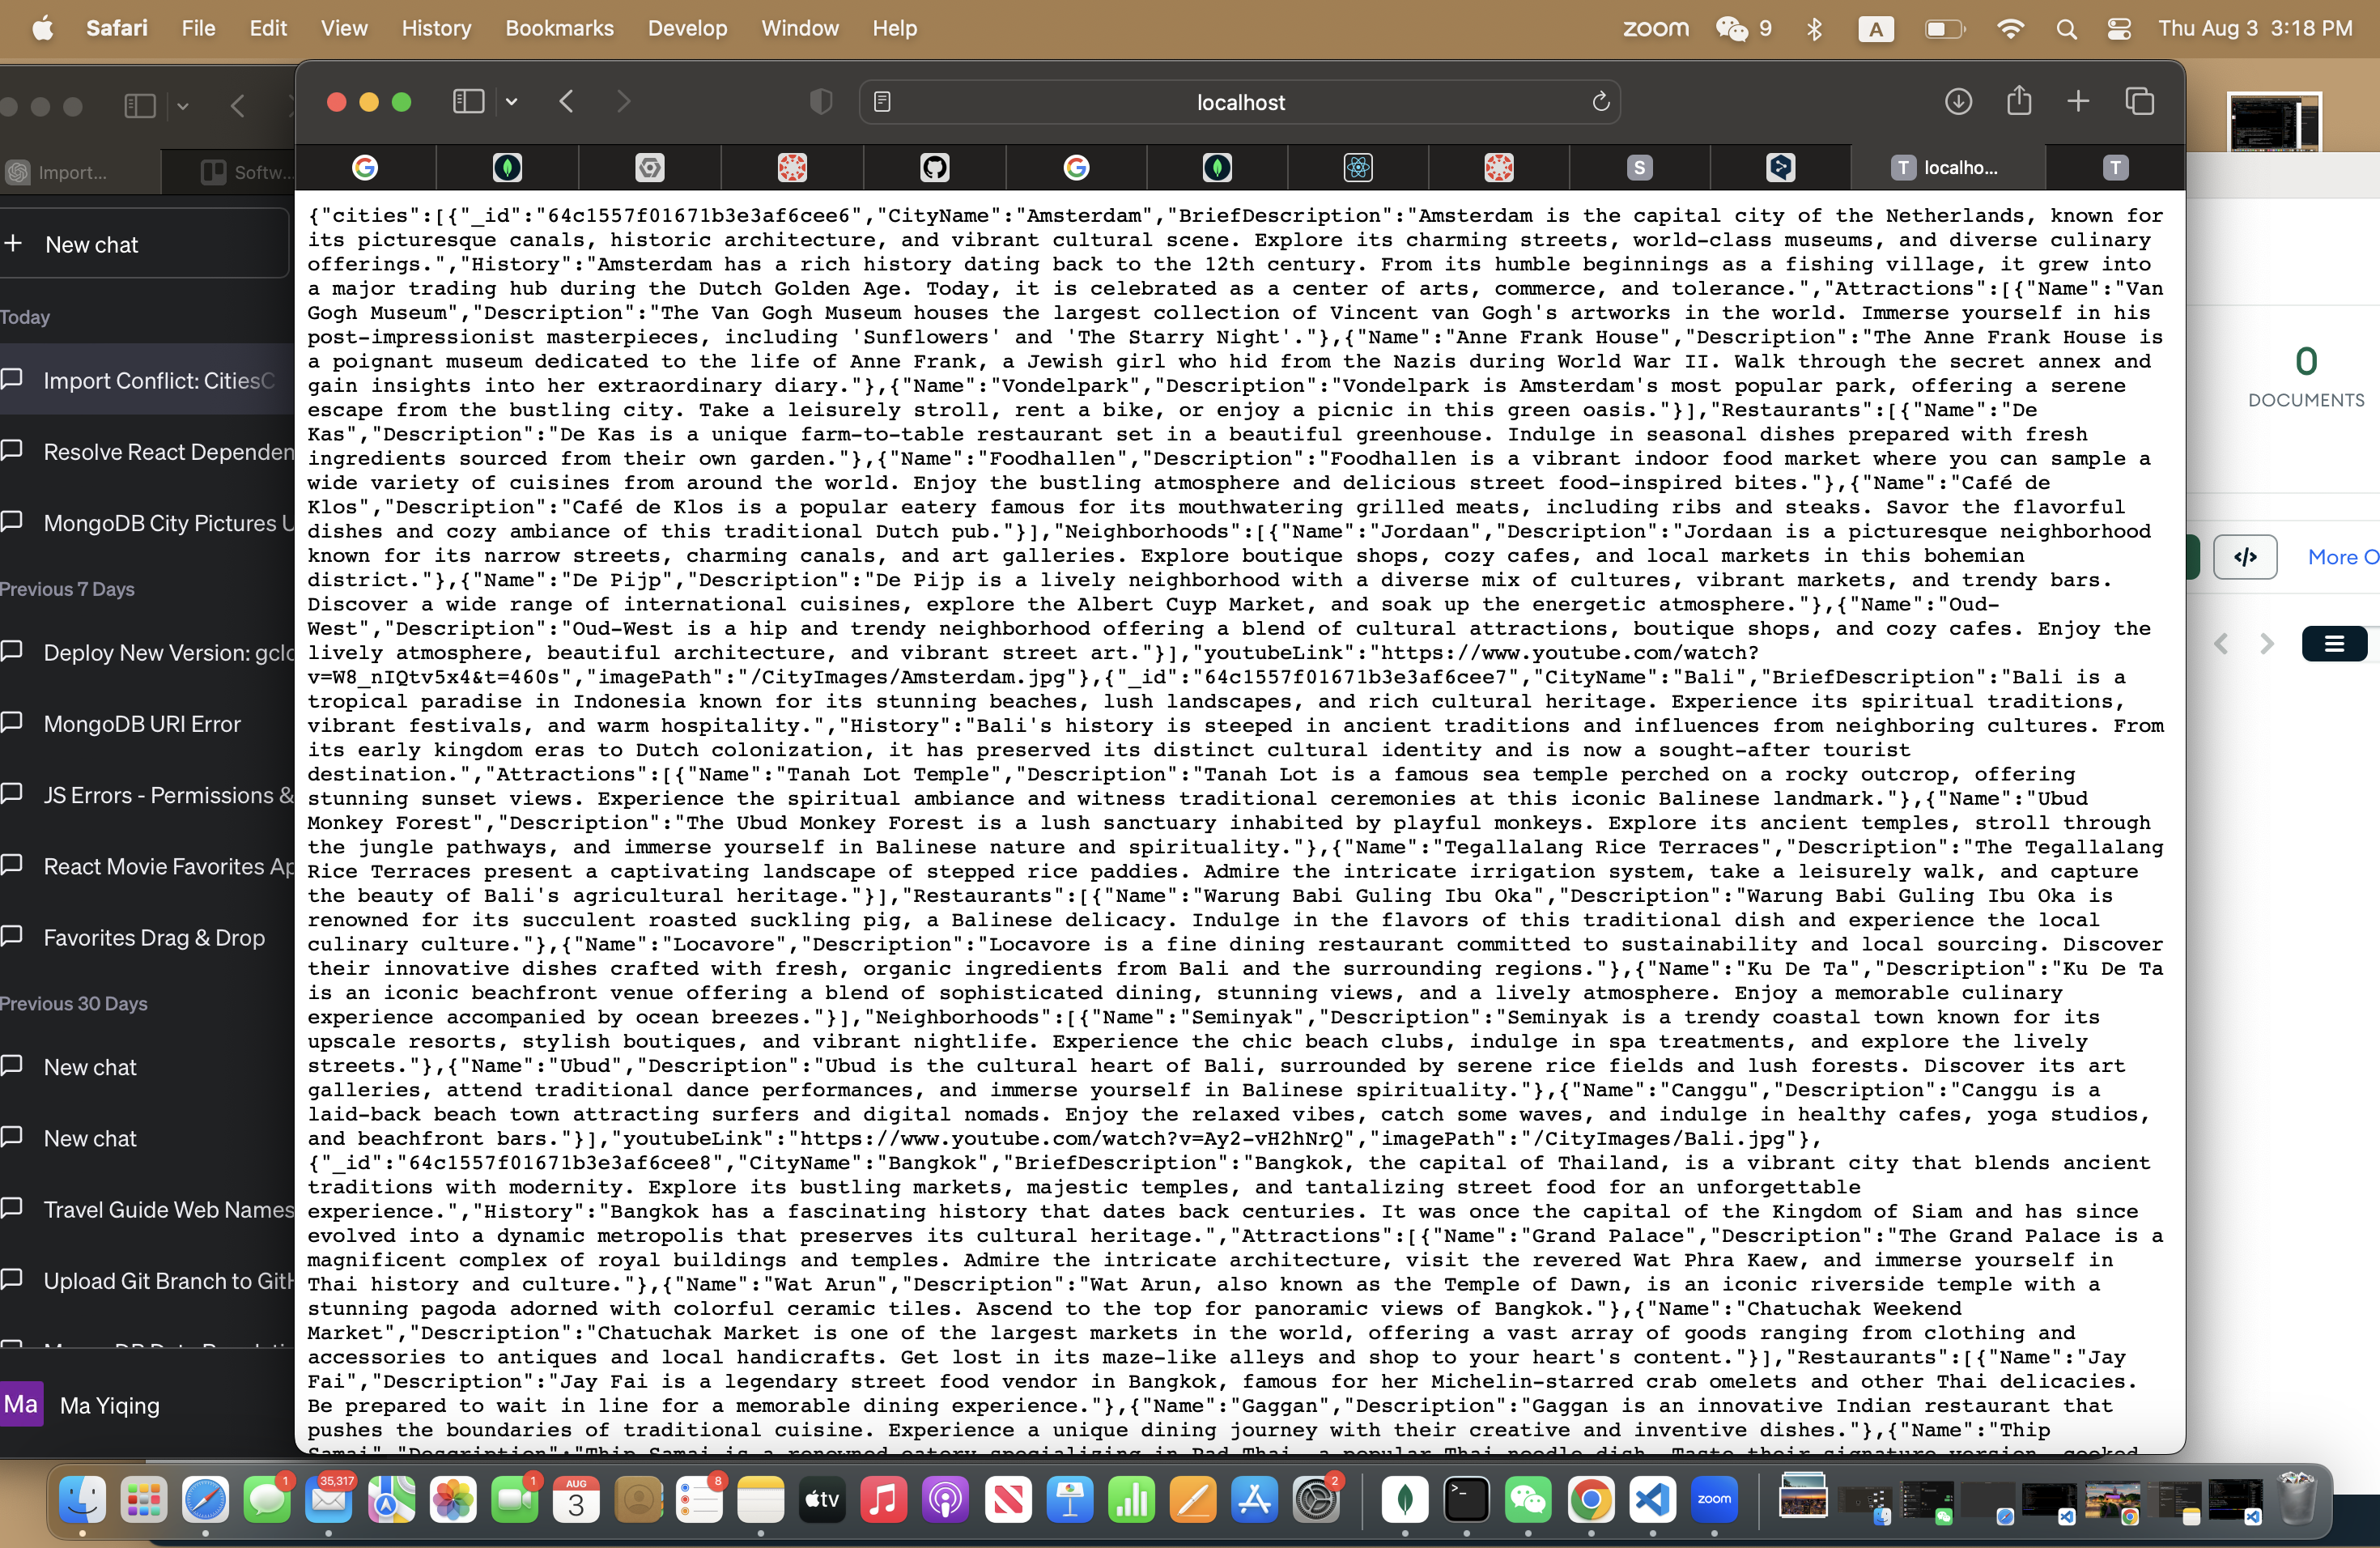 Safari File Edit View History Bookmarks Develop Window Help zoom 9 A Thu Aug 3 3:18 PM
localhost
Import... Softw... S T localho... T
New chat
Today
Import Conflict: CitiesC
Resolve React Dependen
MongoDB City Pictures U
Previous 7 Days
Deploy New Version: gclo
MongoDB URI Error
JS Errors - Permissions &
React Movie Favorites Ap
Favorites Drag & Drop
Previous 30 Days
New chat
New chat
Travel Guide Web Names
Upload Git Branch to GitH
Ma Ma Yiqing
{"cities":[{"_id":"64c1557f01671b3e3af6cee6","CityName":"Amsterdam","BriefDescription":"Amsterdam is the capital city of the Netherlands, known for
its picturesque canals, historic architecture, and vibrant cultural scene. Explore its charming streets, world-class museums, and diverse culinary
offerings.","History":"Amsterdam has a rich history dating back to the 12th century. From its humble beginnings as a fishing village, it grew into
a major trading hub during the Dutch Golden Age. Today, it is celebrated as a center of arts, commerce, and tolerance.","Attractions":[{"Name":"Van
Gogh Museum","Description":"The Van Gogh Museum houses the largest collection of Vincent van Gogh's artworks in the world. Immerse yourself in his
post-impressionist masterpieces, including 'Sunflowers' and 'The Starry Night'."},{"Name":"Anne Frank House","Description":"The Anne Frank House is
a poignant museum dedicated to the life of Anne Frank, a Jewish girl who hid from the Nazis during World War II. Walk through the secret annex and
gain insights into her extraordinary diary."},{"Name":"Vondelpark","Description":"Vondelpark is Amsterdam's most popular park, offering a serene
escape from the bustling city. Take a leisurely stroll, rent a bike, or enjoy a picnic in this green oasis."}],"Restaurants":[{"Name":"De
Kas","Description":"De Kas is a unique farm-to-table restaurant set in a beautiful greenhouse. Indulge in seasonal dishes prepared with fresh
ingredients sourced from their own garden."},{"Name":"Foodhallen","Description":"Foodhallen is a vibrant indoor food market where you can sample a
wide variety of cuisines from around the world. Enjoy the bustling atmosphere and delicious street food-inspired bites."},{"Name":"Café de
Klos","Description":"Café de Klos is a popular eatery famous for its mouthwatering grilled meats, including ribs and steaks. Savor the flavorful
dishes and cozy ambiance of this traditional Dutch pub."}],"Neighborhoods":[{"Name":"Jordaan","Description":"Jordaan is a picturesque neighborhood
known for its narrow streets, charming canals, and art galleries. Explore boutique shops, cozy cafes, and local markets in this bohemian
district."},{"Name":"De Pijp","Description":"De Pijp is a lively neighborhood with a diverse mix of cultures, vibrant markets, and trendy bars.
Discover a wide range of international cuisines, explore the Albert Cuyp Market, and soak up the energetic atmosphere."},{"Name":"Oud-
West","Description":"Oud-West is a hip and trendy neighborhood offering a blend of cultural attractions, boutique shops, and cozy cafes. Enjoy the
lively atmosphere, beautiful architecture, and vibrant street art."}],"youtubeLink":"https://www.youtube.com/watch?
v=W8_nIQtv5x4&t=460s","imagePath":"/CityImages/Amsterdam.jpg"},{"_id":"64c1557f01671b3e3af6cee7","CityName":"Bali","BriefDescription":"Bali is a
tropical paradise in Indonesia known for its stunning beaches, lush landscapes, and rich cultural heritage. Experience its spiritual traditions,
vibrant festivals, and warm hospitality.","History":"Bali's history is steeped in ancient traditions and influences from neighboring cultures. From
its early kingdom eras to Dutch colonization, it has preserved its distinct cultural identity and is now a sought-after tourist
destination.","Attractions":[{"Name":"Tanah Lot Temple","Description":"Tanah Lot is a famous sea temple perched on a rocky outcrop, offering
stunning sunset views. Experience the spiritual ambiance and witness traditional ceremonies at this iconic Balinese landmark."},{"Name":"Ubud
Monkey Forest","Description":"The Ubud Monkey Forest is a lush sanctuary inhabited by playful monkeys. Explore its ancient temples, stroll through
the jungle pathways, and immerse yourself in Balinese nature and spirituality."},{"Name":"Tegallalang Rice Terraces","Description":"The Tegallalang
Rice Terraces present a captivating landscape of stepped rice paddies. Admire the intricate irrigation system, take a leisurely walk, and capture
the beauty of Bali's agricultural heritage."}],"Restaurants":[{"Name":"Warung Babi Guling Ibu Oka","Description":"Warung Babi Guling Ibu Oka is
renowned for its succulent roasted suckling pig, a Balinese delicacy. Indulge in the flavors of this traditional dish and experience the local
culinary culture."},{"Name":"Locavore","Description":"Locavore is a fine dining restaurant committed to sustainability and local sourcing. Discover
their innovative dishes crafted with fresh, organic ingredients from Bali and the surrounding regions."},{"Name":"Ku De Ta","Description":"Ku De Ta
is an iconic beachfront venue offering a blend of sophisticated dining, stunning views, and a lively atmosphere. Enjoy a memorable culinary
experience accompanied by ocean breezes."}],"Neighborhoods":[{"Name":"Seminyak","Description":"Seminyak is a trendy coastal town known for its
upscale resorts, stylish boutiques, and vibrant nightlife. Experience the chic beach clubs, indulge in spa treatments, and explore the lively
streets."},{"Name":"Ubud","Description":"Ubud is the cultural heart of Bali, surrounded by serene rice fields and lush forests. Discover its art
galleries, attend traditional dance performances, and immerse yourself in Balinese spirituality."},{"Name":"Canggu","Description":"Canggu is a
laid-back beach town attracting surfers and digital nomads. Enjoy the relaxed vibes, catch some waves, and indulge in healthy cafes, yoga studios,
and beachfront bars."}],"youtubeLink":"https://www.youtube.com/watch?v=Ay2-vH2hNrQ","imagePath":"/CityImages/Bali.jpg"},
{"_id":"64c1557f01671b3e3af6cee8","CityName":"Bangkok","BriefDescription":"Bangkok, the capital of Thailand, is a vibrant city that blends ancient
traditions with modernity. Explore its bustling markets, majestic temples, and tantalizing street food for an unforgettable
experience.","History":"Bangkok has a fascinating history that dates back centuries. It was once the capital of the Kingdom of Siam and has since
evolved into a dynamic metropolis that preserves its cultural heritage.","Attractions":[{"Name":"Grand Palace","Description":"The Grand Palace is a
magnificent complex of royal buildings and temples. Admire the intricate architecture, visit the revered Wat Phra Kaew, and immerse yourself in
Thai history and culture."},{"Name":"Wat Arun","Description":"Wat Arun, also known as the Temple of Dawn, is an iconic riverside temple with a
stunning pagoda adorned with colorful ceramic tiles. Ascend to the top for panoramic views of Bangkok."},{"Name":"Chatuchak Weekend
Market","Description":"Chatuchak Market is one of the largest markets in the world, offering a vast array of goods ranging from clothing and
accessories to antiques and local handicrafts. Get lost in its maze-like alleys and shop to your heart's content."}],"Restaurants":[{"Name":"Jay
Fai","Description":"Jay Fai is a legendary street food vendor in Bangkok, famous for her Michelin-starred crab omelets and other Thai delicacies.
Be prepared to wait in line for a memorable dining experience."},{"Name":"Gaggan","Description":"Gaggan is an innovative Indian restaurant that
pushes the boundaries of traditional cuisine. Experience a unique dining journey with their creative and inventive dishes."},{"Name":"Thip
Samai","Description":"Thip Samai is a renowned eatery specializing in Pad Thai, a popular Thai noodle dish. Taste their signature version, cooked
0
DOCUMENTS
</>
More O
1 35,317 1 AUG 3 8 tv 2 zoom